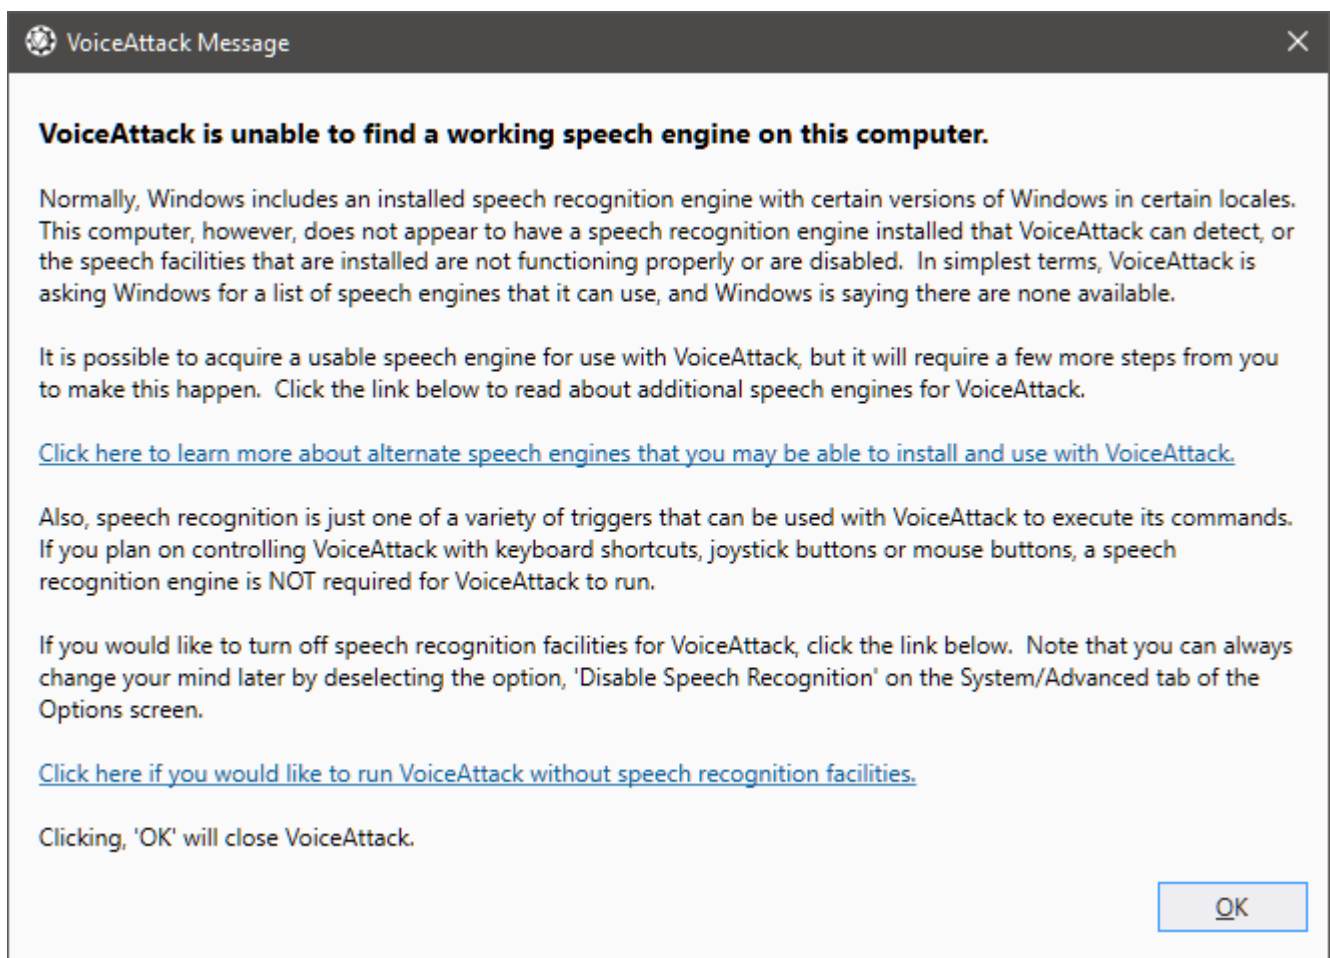 VoiceAttack Message
VoiceAttack is unable to find a working speech engine on this computer.
Normally, Windows includes an installed speech recognition engine with certain versions of Windows in certain locales.
This computer, however, does not appear to have a speech recognition engine installed that VoiceAttack can detect, or
the speech facilities that are installed are not functioning properly or are disabled.  In simplest terms, VoiceAttack is
asking Windows for a list of speech engines that it can use, and Windows is saying there are none available.
It is possible to acquire a usable speech engine for use with VoiceAttack, but it will require a few more steps from you
to make this happen.  Click the link below to read about additional speech engines for VoiceAttack.
Click here to learn more about alternate speech engines that you may be able to install and use with VoiceAttack.
Also, speech recognition is just one of a variety of triggers that can be used with VoiceAttack to execute its commands.
If you plan on controlling VoiceAttack with keyboard shortcuts, joystick buttons or mouse buttons, a speech
recognition engine is NOT required for VoiceAttack to run.
If you would like to turn off speech recognition facilities for VoiceAttack, click the link below.  Note that you can always
change your mind later by deselecting the option, 'Disable Speech Recognition' on the System/Advanced tab of the
Options screen.
Click here if you would like to run VoiceAttack without speech recognition facilities.
Clicking, 'OK' will close VoiceAttack.
OK